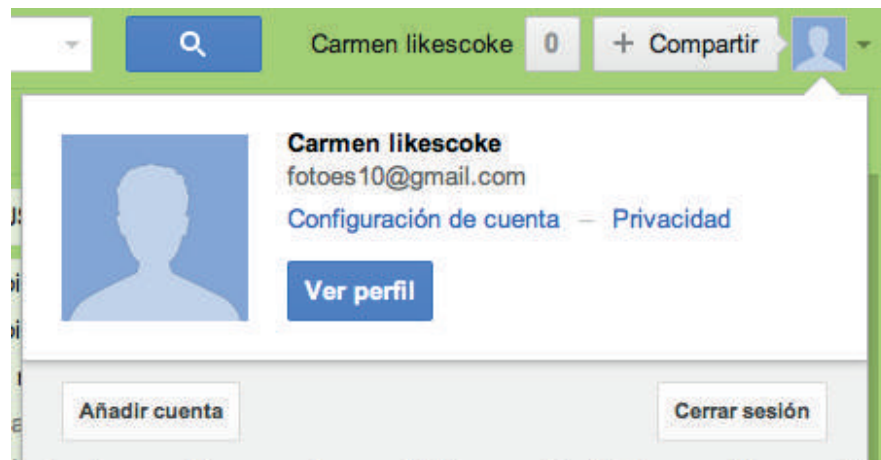 Carmen likescoke 0 + Compartir
Carmen likescoke
fotoes10@gmail.com
Configuración de cuenta – Privacidad
Ver perfil
Añadir cuenta Cerrar sesión